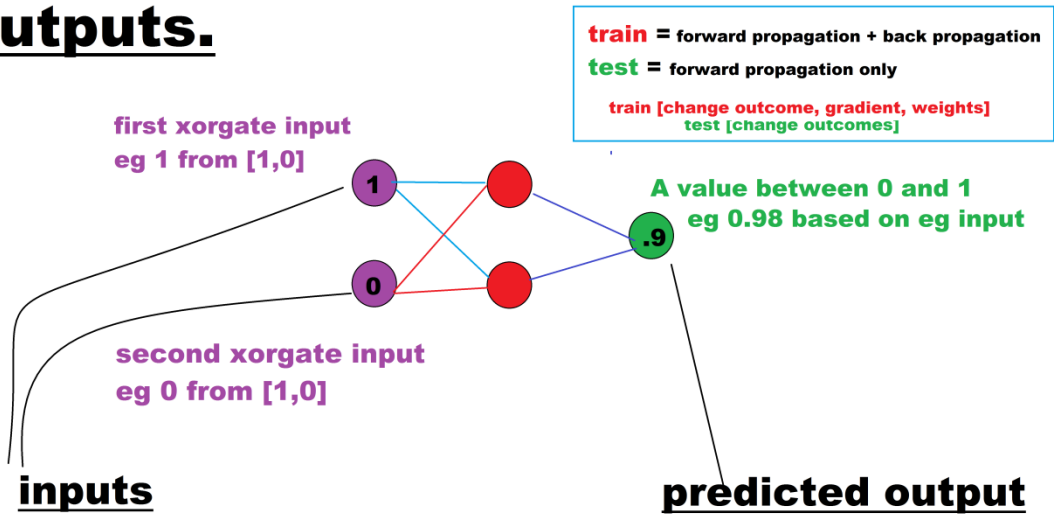 utputs.
train = forward propagation + back propagation
test = forward propagation only
train [change outcome, gradient, weights]
test [change outcomes]
first xorgate input
eg 1 from [1,0]
1
A value between 0 and 1
eg 0.98 based on eg input
.9
0
second xorgate input
eg 0 from [1,0]
inputs
predicted output